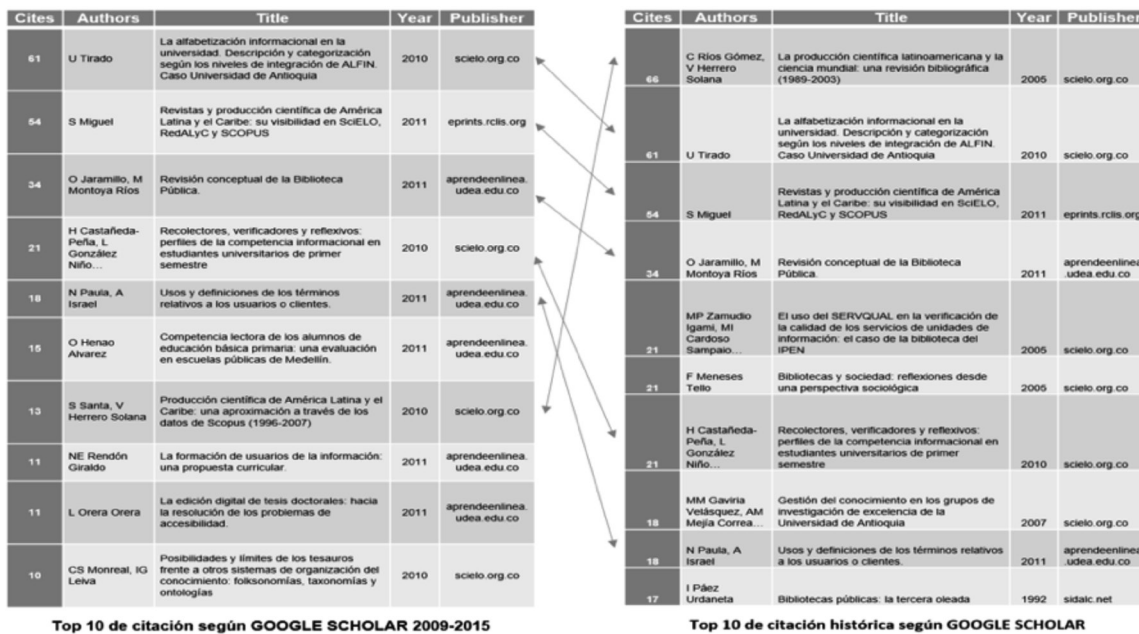 Cites Authors Title Year Publisher
61 U Tirado La alfabetización informacional en la universidad. Descripción y categorización según los niveles de integración de ALFIN. Caso Universidad de Antioquia 2010 scielo.org.co
54 S Miguel Revistas y producción científica de América Latina y el Caribe: su visibilidad en SciELO, RedALyC y SCOPUS 2011 eprints.rclis.org
34 O Jaramillo, M Montoya Ríos Revisión conceptual de la Biblioteca Pública. 2011 aprendeenlinea.udea.edu.co
21 H Castañeda-Peña, L González Niño... Recolectores, verificadores y reflexivos: perfiles de la competencia informacional en estudiantes universitarios de primer semestre 2010 scielo.org.co
18 N Paula, A Israel Usos y definiciones de los términos relativos a los usuarios o clientes. 2011 aprendeenlinea.udea.edu.co
15 O Henao Alvarez Competencia lectora de los alumnos de educación básica primaria: una evaluación en escuelas públicas de Medellín. 2011 aprendeenlinea.udea.edu.co
13 S Santa, V Herrero Solana Producción científica de América Latina y el Caribe: una aproximación a través de los datos de Scopus (1996-2007) 2010 scielo.org.co
11 NE Rendón Giraldo La formación de usuarios de la información: una propuesta curricular. 2011 aprendeenlinea.udea.edu.co
11 L Orera Orera La edición digital de tesis doctorales: hacia la resolución de los problemas de accesibilidad. 2011 aprendeenlinea.udea.edu.co
10 CS Monreal, IG Leiva Posibilidades y límites de los tesauros frente a otros sistemas de organización del conocimiento: folksonomías, taxonomías y ontologías 2010 scielo.org.co
Top 10 de citación según GOOGLE SCHOLAR 2009-2015
Cites Authors Title Year Publisher
66 C Ríos Gómez, V Herrero Solana La producción científica latinoamericana y la ciencia mundial: una revisión bibliográfica (1989-2003) 2005 scielo.org.co
61 U Tirado La alfabetización informacional en la universidad. Descripción y categorización según los niveles de integración de ALFIN. Caso Universidad de Antioquia 2010 scielo.org.co
54 S Miguel Revistas y producción científica de América Latina y el Caribe: su visibilidad en SciELO, RedALyC y SCOPUS 2011 eprints.rclis.org
34 O Jaramillo, M Montoya Ríos Revisión conceptual de la Biblioteca Pública. 2011 aprendeenlinea.udea.edu.co
21 MP Zamudio Igami, MI Cardoso Sampaio... El uso del SERVQUAL en la verificación de la calidad de los servicios de unidades de información: el caso de la biblioteca del IPEN 2005 scielo.org.co
21 F Meneses Tello Bibliotecas y sociedad: reflexiones desde una perspectiva sociológica 2005 scielo.org.co
21 H Castañeda-Peña, L González Niño... Recolectores, verificadores y reflexivos: perfiles de la competencia informacional en estudiantes universitarios de primer semestre 2010 scielo.org.co
18 MM Gaviria Velásquez, AM Mejía Correa... Gestión del conocimiento en los grupos de investigación de excelencia de la Universidad de Antioquia 2007 scielo.org.co
18 N Paula, A Israel Usos y definiciones de los términos relativos a los usuarios o clientes. 2011 aprendeenlinea.udea.edu.co
17 I Páez Urdaneta Bibliotecas públicas: la tercera oleada 1992 sidalc.net
Top 10 de citación histórica según GOOGLE SCHOLAR